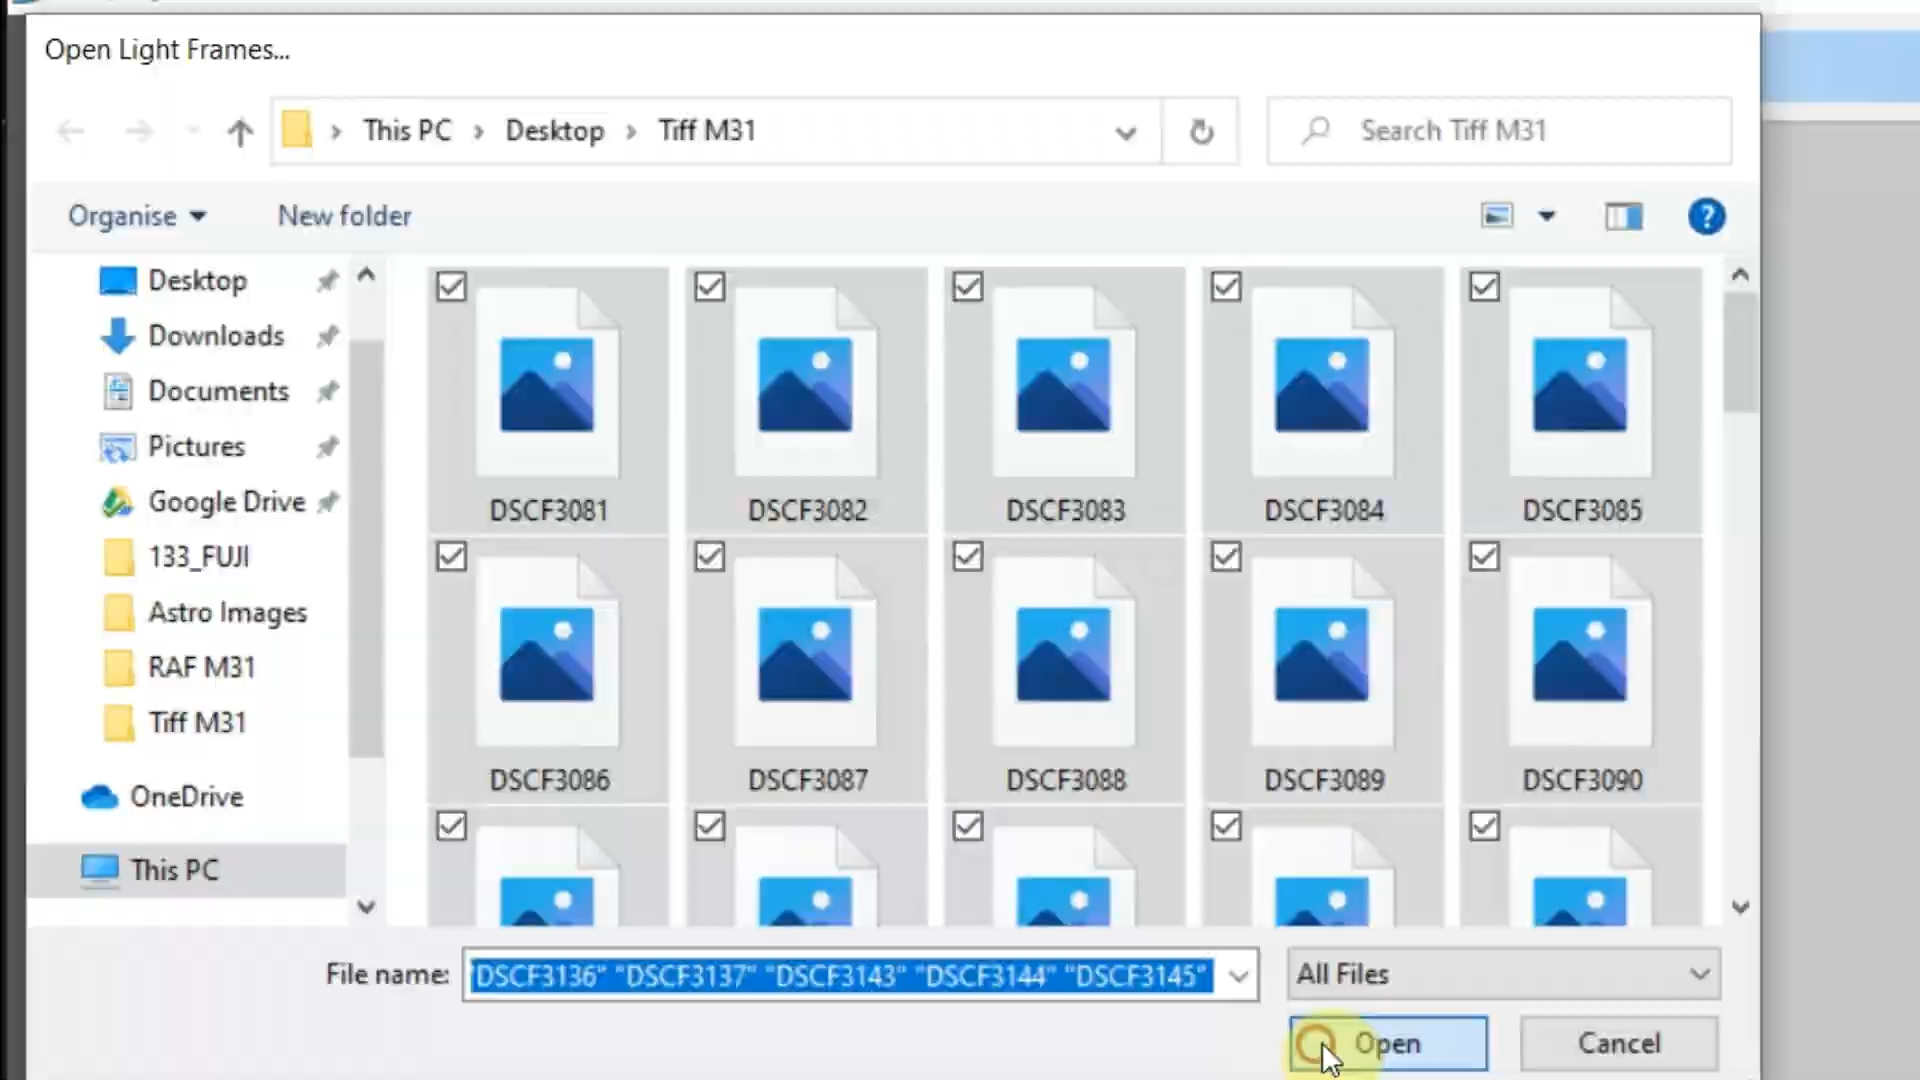 Open Light Frames...
This PC > Desktop > Tiff M31
Search Tiff M31
Organise
New folder
?
Desktop
Downloads
Documents
Pictures
Google Drive
133_FUJI
Astro Images
RAF M31
Tiff M31
OneDrive
This PC
DSCF3081 DSCF3082 DSCF3083 DSCF3084 DSCF3085
DSCF3086 DSCF3087 DSCF3088 DSCF3089 DSCF3090
File name: "DSCF3136" "DSCF3137" "DSCF3143" "DSCF3144" "DSCF3145"
All Files
Open
Cancel